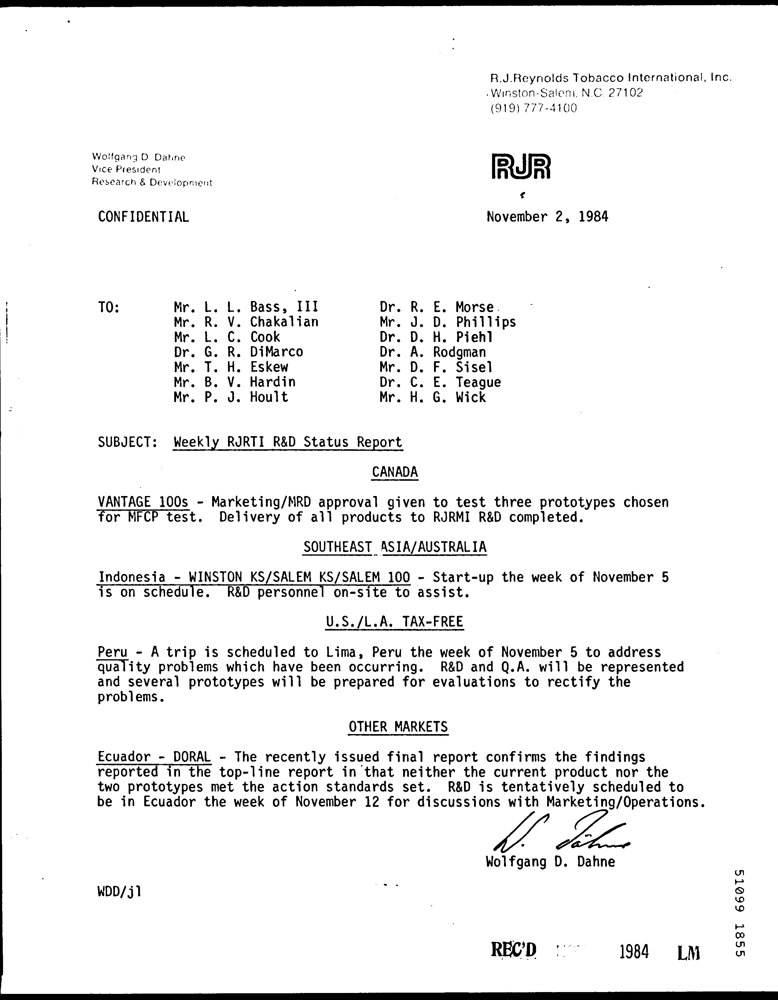 R.J.Reynolds Tobacco International, Inc.
Winston-Salem, N.C. 27102
(919) 777-4100
Wolfgang D. Dahne
Vice President
Research & Development
RJR
CONFIDENTIAL
November 2, 1984
TO:
Mr. L. L. Bass, III
Mr. R. V. Chakalian
Mr. L. C. Cook
Dr. G. R. DiMarco
Mr. T. H. Eskew
Mr. B. V. Hardin
Mr. P. J. Hoult
Dr. R. E. Morse
Mr. J. D. Phillips
Dr. D. H. Piehl
Dr. A. Rodgman
Mr. D. F. Sisel
Dr. C. E. Teague
Mr. H. G. Wick
SUBJECT: Weekly RJRTI R&D Status Report
CANADA
VANTAGE 100s - Marketing/MRD approval given to test three prototypes chosen
for MFCP test. Delivery of all products to RJRMI R&D completed.
SOUTHEAST ASIA/AUSTRALIA
Indonesia - WINSTON KS/SALEM KS/SALEM 100 - Start-up the week of November 5
is on schedule. R&D personnel on-site to assist.
U.S./L.A. TAX-FREE
Peru - A trip is scheduled to Lima, Peru the week of November 5 to address
quality problems which have been occurring. R&D and Q.A. will be represented
and several prototypes will be prepared for evaluations to rectify the
problems.
OTHER MARKETS
Ecuador - DORAL - The recently issued final report confirms the findings
reported in the top-line report in that neither the current product nor the
two prototypes met the action standards set. R&D is tentatively scheduled to
be in Ecuador the week of November 12 for discussions with Marketing/Operations.
W. Dähne
Wolfgang D. Dahne
WDD/jl
REC'D 1984 LM
51099 1855